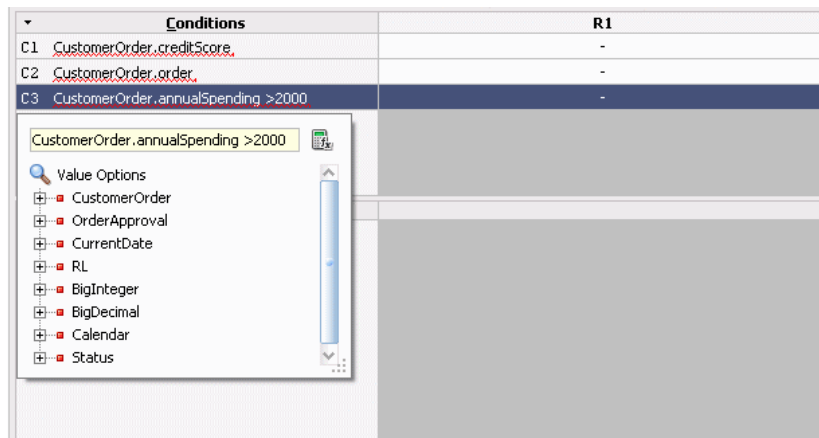 Conditions R1
C1 CustomerOrder.creditScore, -
C2 CustomerOrder.order, -
C3 CustomerOrder.annualSpending >2000 -
CustomerOrder.annualSpending >2000 fx
Value Options
CustomerOrder
OrderApproval
CurrentDate
RL
BigInteger
BigDecimal
Calendar
Status